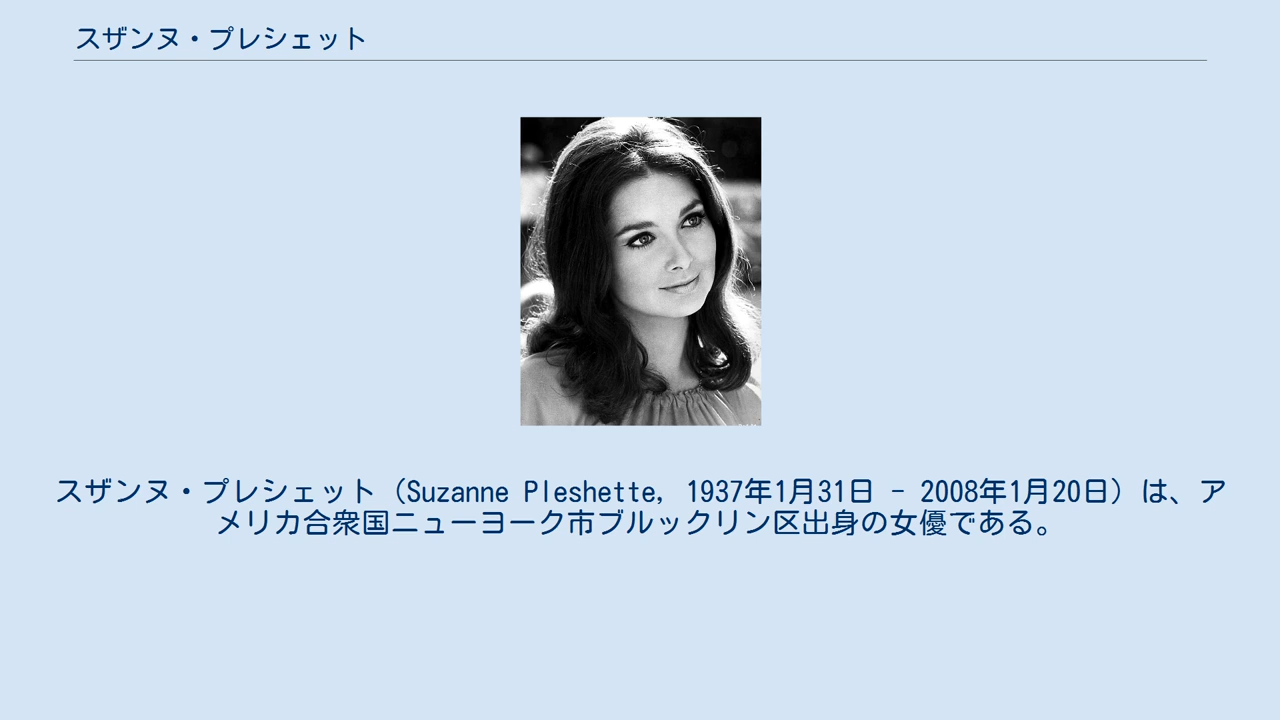 スザンヌ・プレシェット
スザンヌ・プレシェット（Suzanne Pleshette, 1937年1月31日 - 2008年1月20日）は、ア
メリカ合衆国ニューヨーク市ブルックリン区出身の女優である。